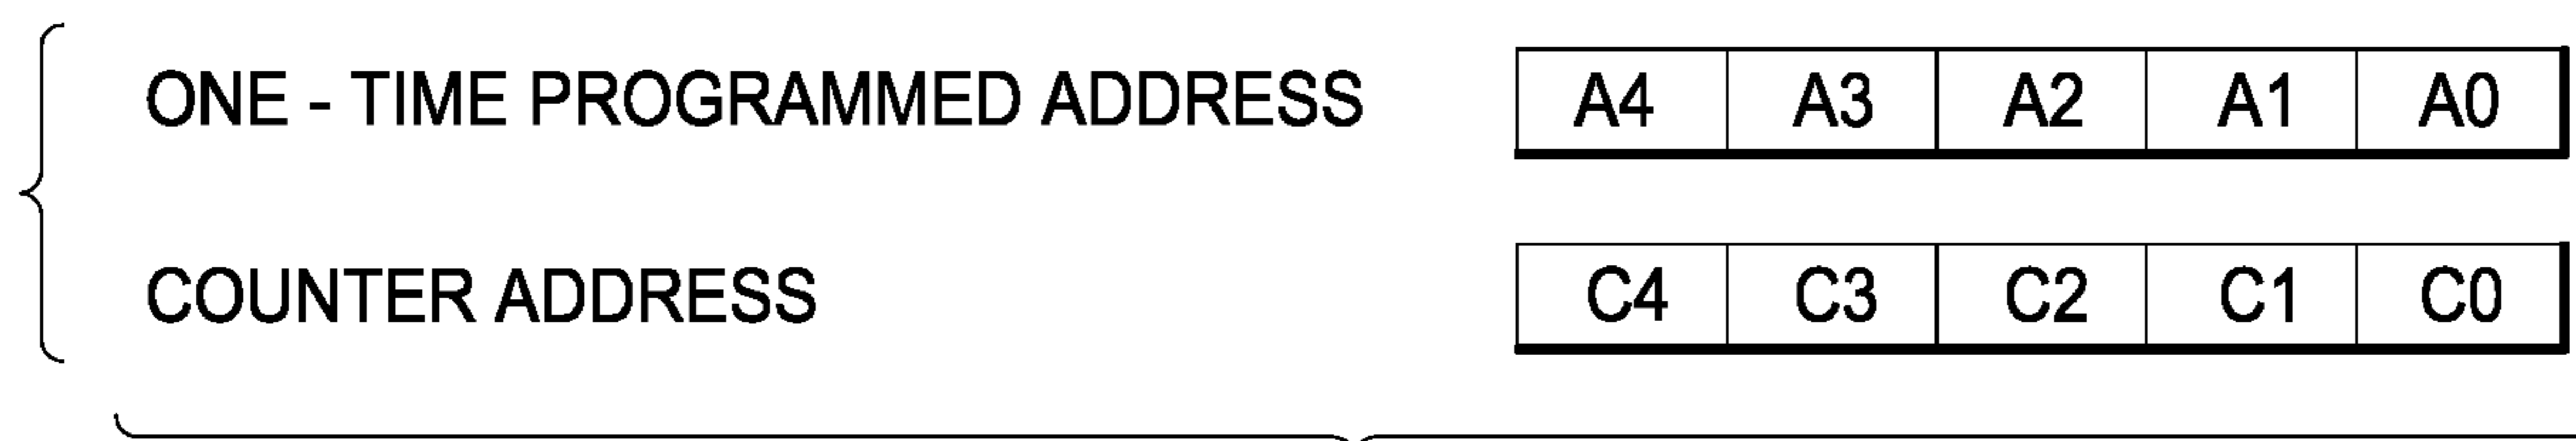 ONE - TIME PROGRAMMED ADDRESS A4 A3 A2 A1 A0
COUNTER ADDRESS C4 C3 C2 C1 C0